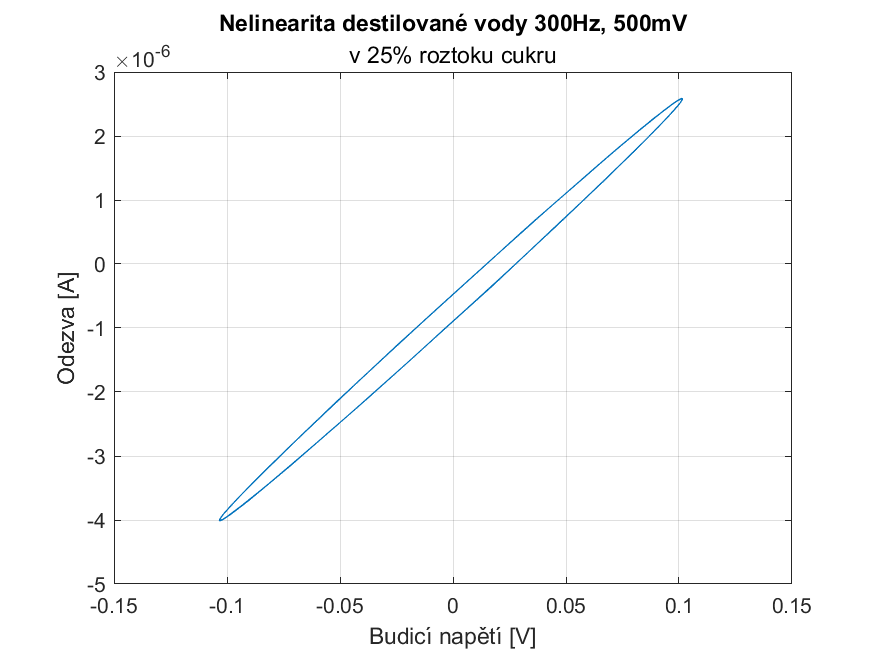 Nelinearita destilované vody 300Hz, 500mV
v 25% roztoku cukru
×10⁻⁶
3
2
1
0
-1
-2
-3
-4
-5
Odezva [A]
-0.15 -0.1 -0.05 0 0.05 0.1 0.15
Budicí napětí [V]